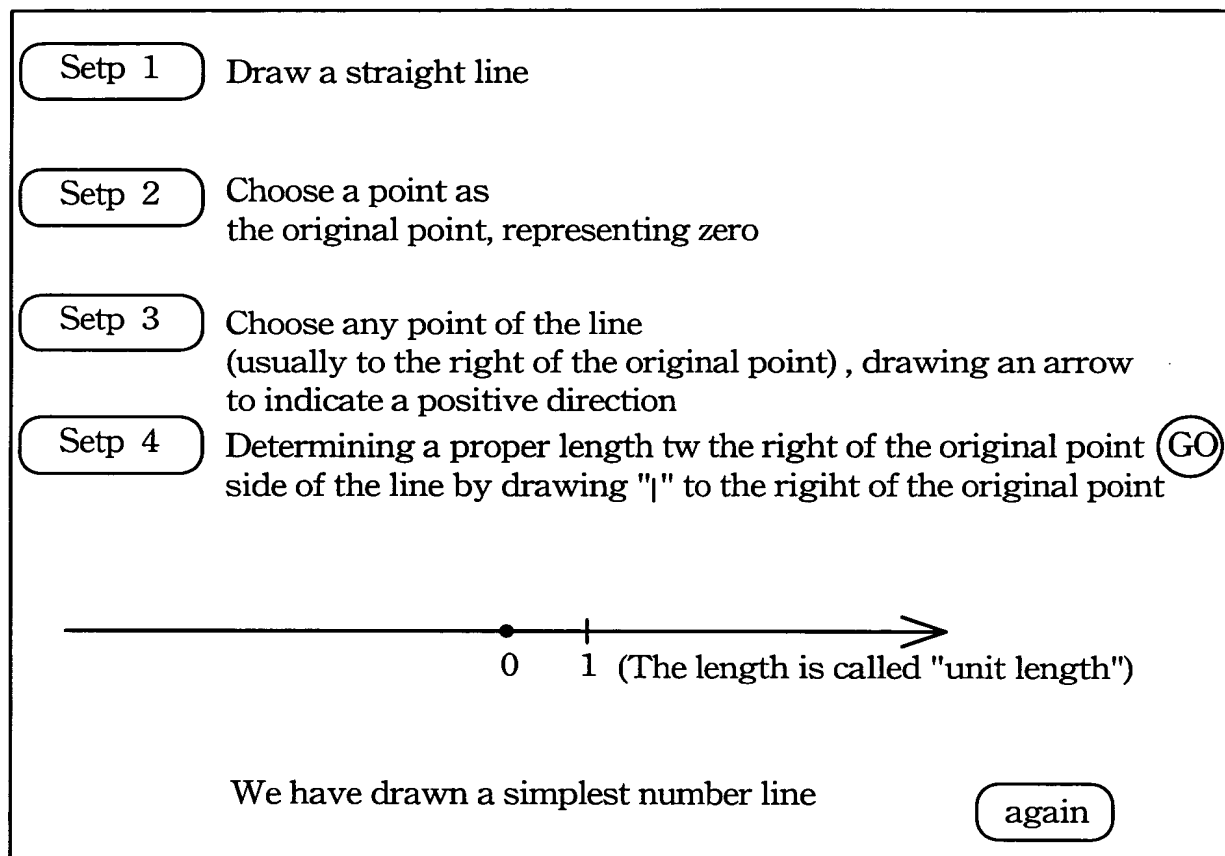 Setp 1 Draw a straight line
Setp 2 Choose a point as
the original point, representing zero
Setp 3 Choose any point of the line
(usually to the right of the original point) , drawing an arrow
to indicate a positive direction
Setp 4 Determining a proper length tw the right of the original point GO
side of the line by drawing "|" to the rigiht of the original point
0 1 (The length is called "unit length")
We have drawn a simplest number line
again